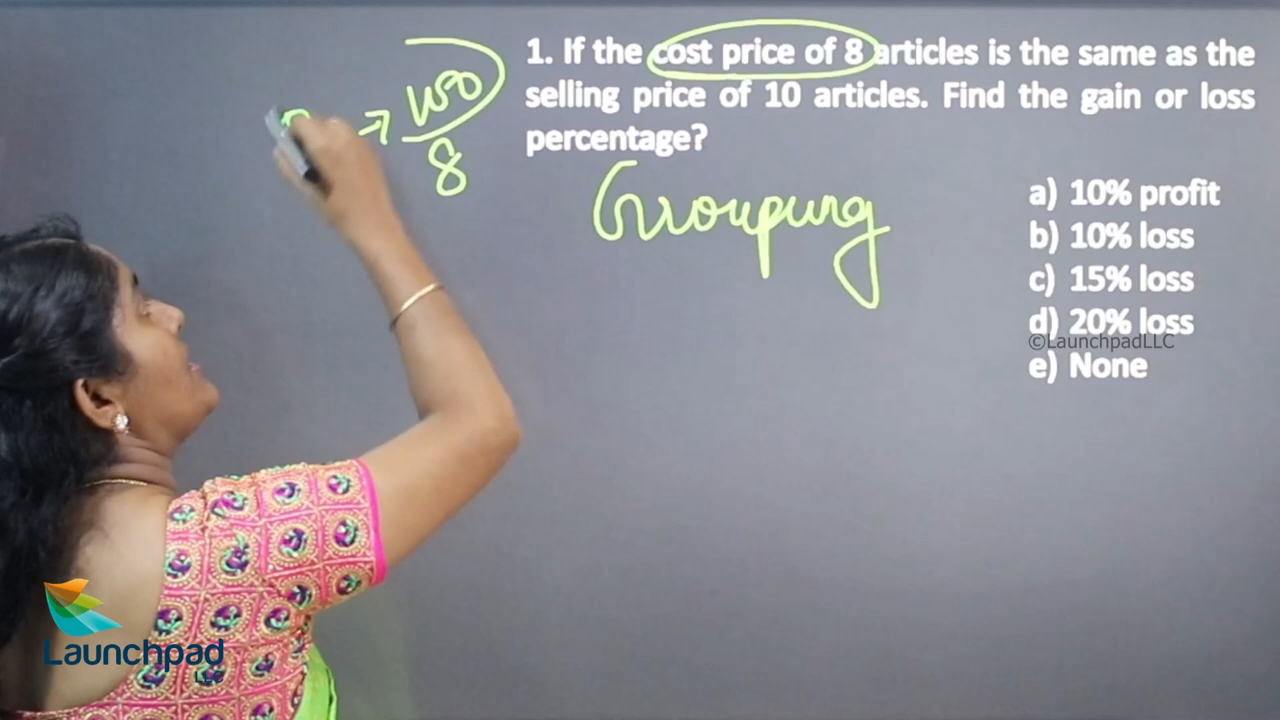 1. If the cost price of 8 articles is the same as the
selling price of 10 articles. Find the gain or loss
percentage?
8
Grouping
a) 10% profit
b) 10% loss
c) 15% loss
d) 20% loss
©LaunchpadLLC
e) None
Launchpad
LLC